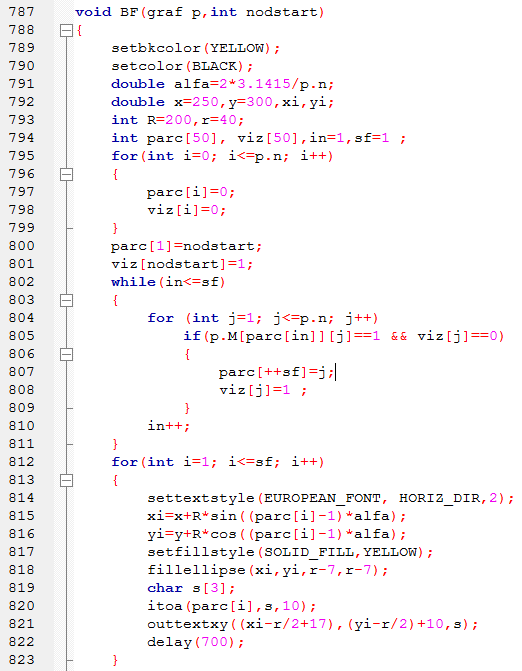 787 void BF(graf p,int nodstart)
788 {
789 setbkcolor(YELLOW);
790 setcolor(BLACK);
791 double alfa=2*3.1415/p.n;
792 double x=250,y=300,xi,yi;
793 int R=200,r=40;
794 int parc[50], viz[50],in=1,sf=1 ;
795 for(int i=0; i<=p.n; i++)
796 {
797 parc[i]=0;
798 viz[i]=0;
799 }
800 parc[1]=nodstart;
801 viz[nodstart]=1;
802 while(in<=sf)
803 {
804 for (int j=1; j<=p.n; j++)
805 if(p.M[parc[in]][j]==1 && viz[j]==0)
806 {
807 parc[++sf]=j;
808 viz[j]=1 ;
809 }
810 in++;
811 }
812 for(int i=1; i<=sf; i++)
813 {
814 settextstyle(EUROPEAN_FONT, HORIZ_DIR,2);
815 xi=x+R*sin((parc[i]-1)*alfa);
816 yi=y+R*cos((parc[i]-1)*alfa);
817 setfillstyle(SOLID_FILL,YELLOW);
818 fillellipse(xi,yi,r-7,r-7);
819 char s[3];
820 itoa(parc[i],s,10);
821 outtextxy((xi-r/2+17),(yi-r/2)+10,s);
822 delay(700);
823 }